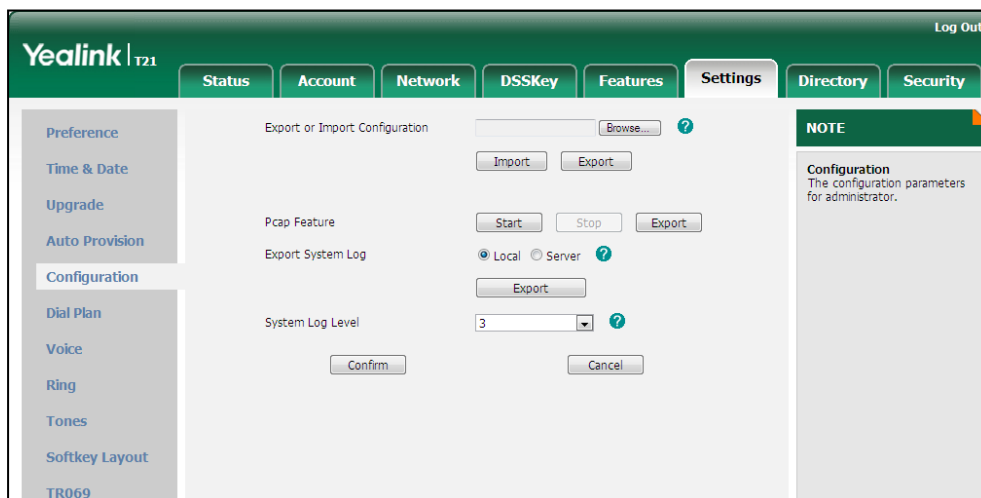 Log Out
Yealink | T21
Status Account Network DSSKey Features Settings Directory Security
Preference
Time & Date
Upgrade
Auto Provision
Configuration
Dial Plan
Voice
Ring
Tones
Softkey Layout
TR069
Export or Import Configuration Browse... ?
Import Export
Pcap Feature Start Stop Export
Export System Log Local Server ?
Export
System Log Level 3 ?
Confirm Cancel
NOTE
Configuration
The configuration parameters
for administrator.